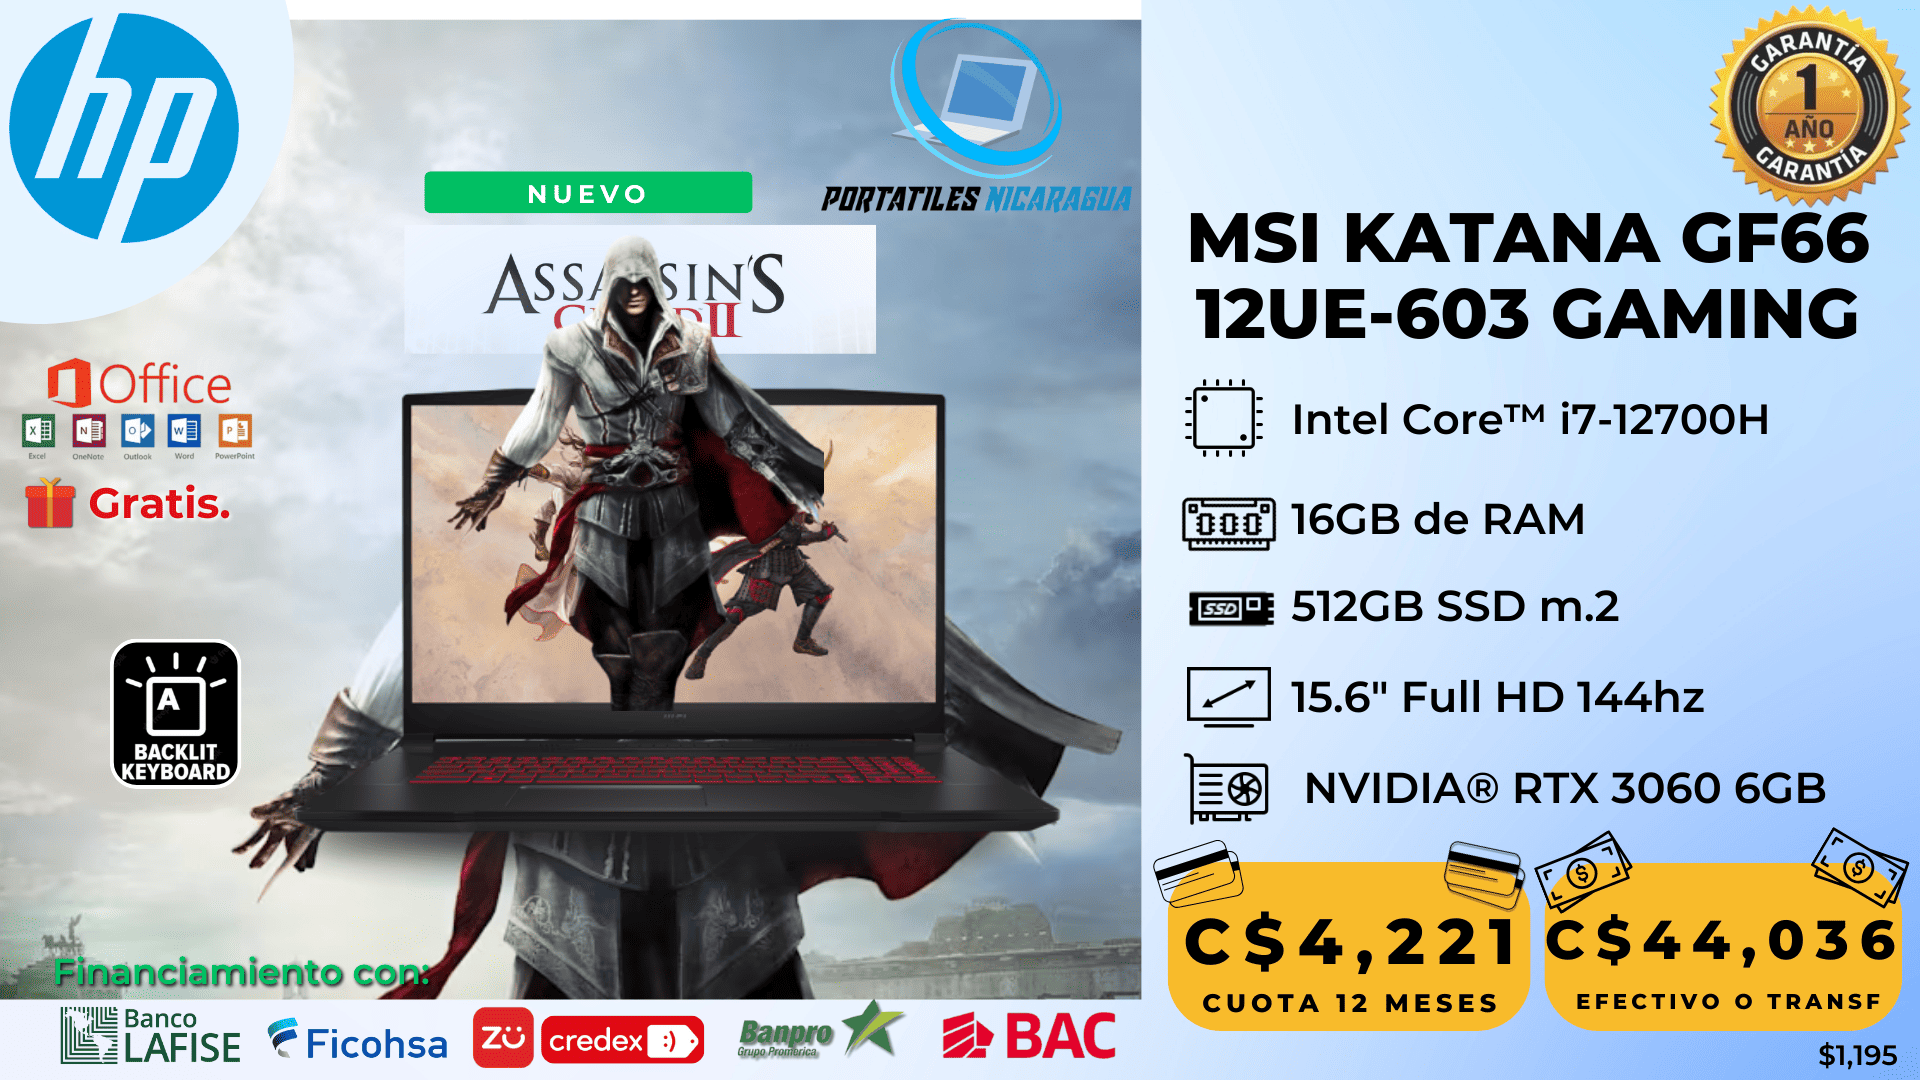 hp
PORTATILES NICARAGUA
NUEVO
ASSASSIN'S
II
Office
Excel
OneNote
Outlook
Word
PowerPoint
Gratis.
A
BACKLIT
KEYBOARD
Financiamiento con:
Banco
LAFISE
Ficohsa
ZU
credex
Banpro
Grupo Promerica
BAC
GARANTÍA
1
AÑO
GARANTÍA
MSI KATANA GF66
12UE-603 GAMING
Intel Core™ i7-12700H
16GB de RAM
SSD
512GB SSD m.2
15.6" Full HD 144hz
NVIDIA® RTX 3060 6GB
C$4,221
CUOTA 12 MESES
C$44,036
EFECTIVO O TRANSF
$1,195